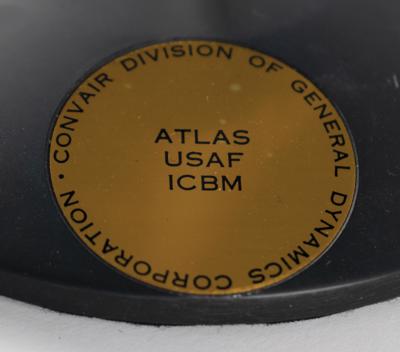 CONVAIR DIVISION OF GENERAL DYNAMICS CORPORATION •
ATLAS
USAF
ICBM